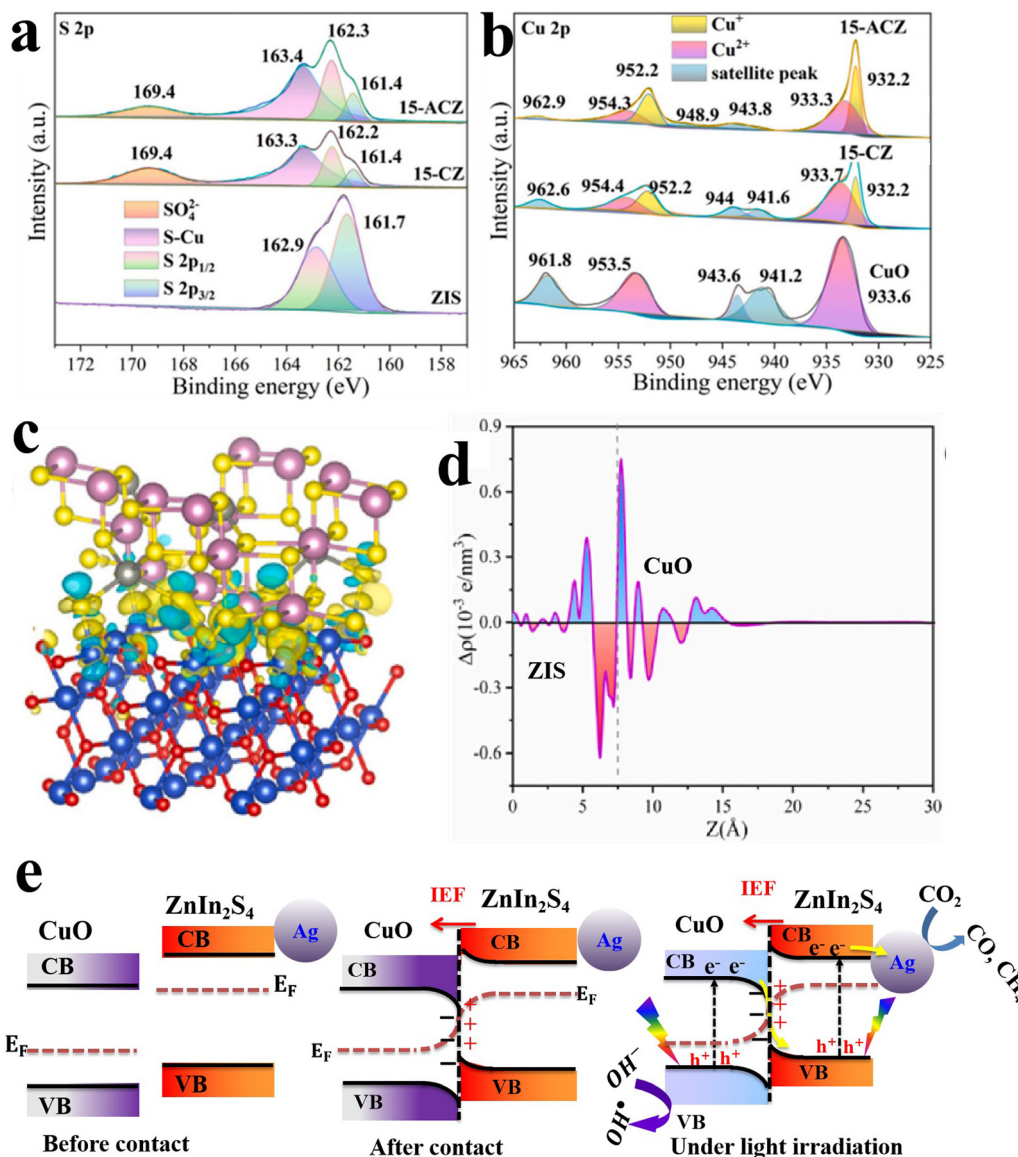 a
S 2p
162.3
163.4
161.4
169.4
15-ACZ
162.2
163.3
161.4
169.4
15-CZ
SO₄²⁻
S-Cu
S 2p₁/₂
S 2p₃/₂
161.7
162.9
ZIS
172 170 168 166 164 162 160
Binding energy (eV)
Intensity (a.u.)
b
Cu 2p
Cu⁺
Cu²⁺
satellite peak
15-ACZ
932.2
952.2
962.9
954.3
948.9
943.8
933.3
15-CZ
962.6
954.4
952.2
944
941.6
933.7
932.2
961.8
953.5
943.6
941.2
CuO
933.6
965 960 955 950 945 940 935 930 925
Binding energy (eV)
Intensity (a.u.)
c
d
0.9
0.6
0.3
0.0
-0.3
-0.6
CuO
ZIS
0 5 10 15 20 25 30
Z(Å)
Δρ(10⁻³ e/nm³)
e
CuO
ZnIn₂S₄
CB
CB
Ag
E_F
E_F
VB
VB
Before contact
IEF
ZnIn₂S₄
CuO
CB
CB
Ag
E_F
VB
VB
− +
− +
− +
− +
After contact
IEF
ZnIn₂S₄
CO₂
CuO
CB
e⁻ e⁻
CB
e⁻ e⁻
Ag
CO, CH₄
− +
− +
− +
− +
h⁺ h⁺
h⁺ h⁺
VB
VB
OH⁻
OH•
Under light irradiation